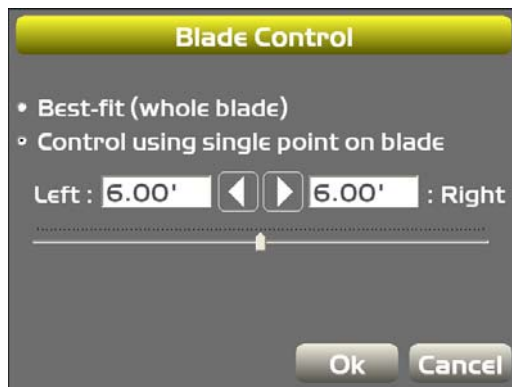 Blade Control
Best-fit (whole blade)
Control using single point on blade
Left : 6.00' 6.00' : Right
Ok Cancel